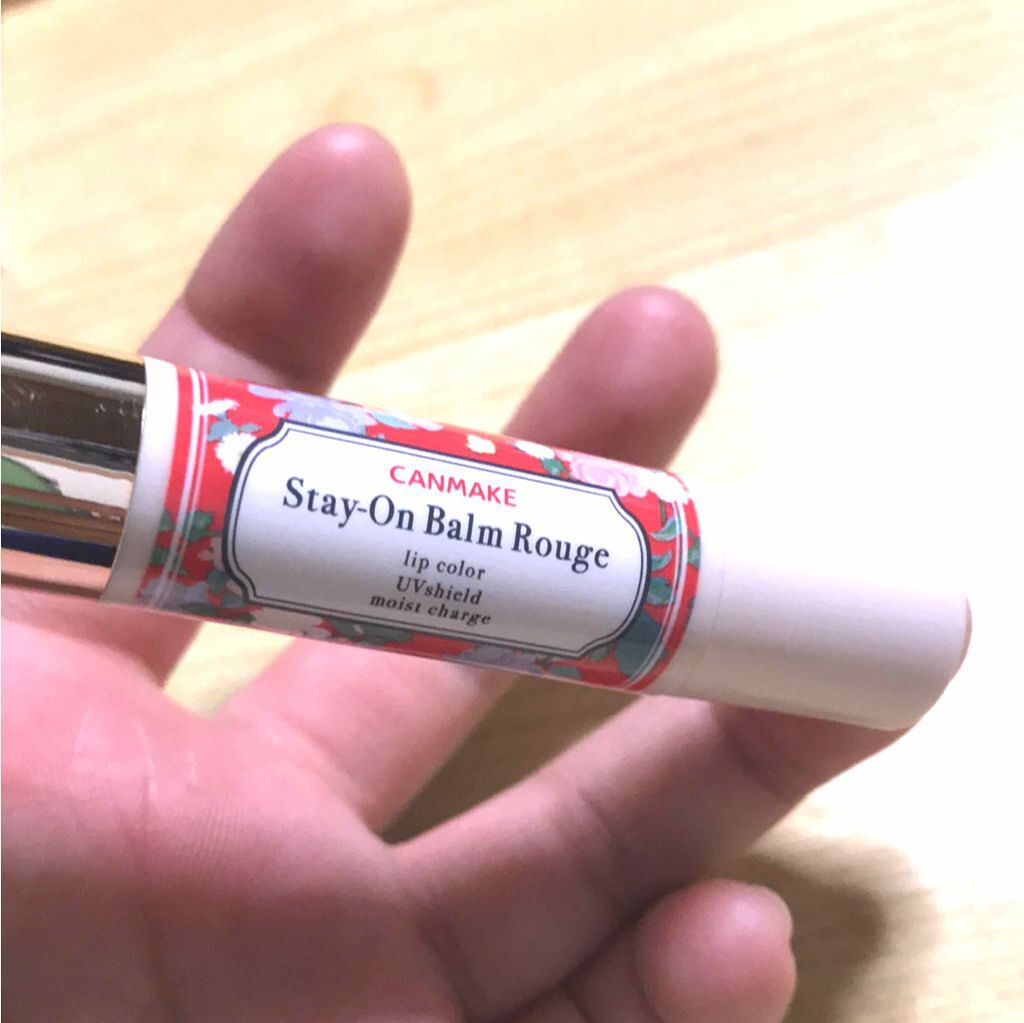 CANMAKE
Stay-On Balm Rouge
lip color
UVshield
moist charge